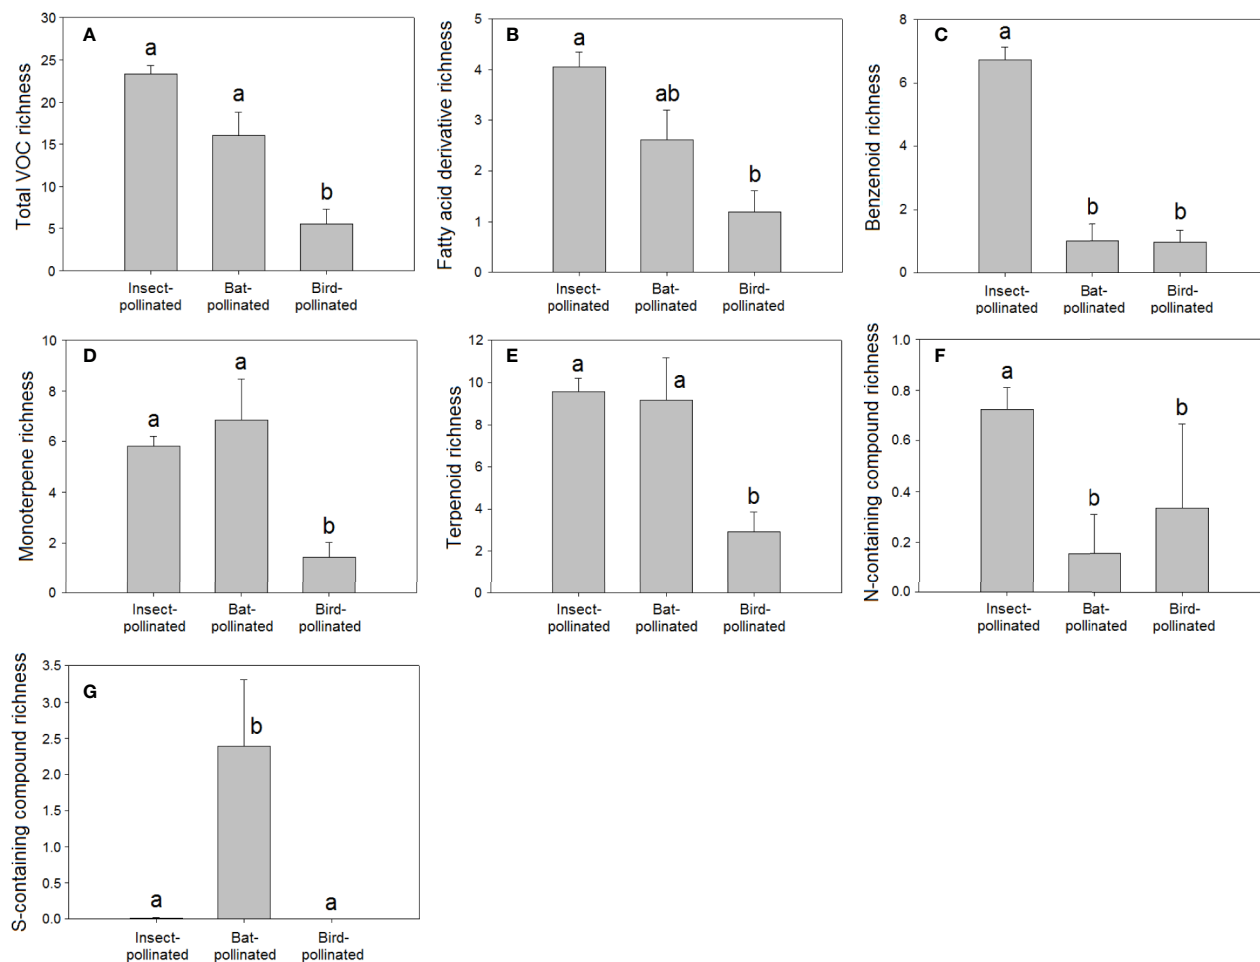 A
Total VOC richness
30
25
20
15
10
5
0
a
a
b
Insect-
pollinated
Bat-
pollinated
Bird-
pollinated
B
Fatty acid derivative richness
5
4
3
2
1
0
a
ab
b
Insect-
pollinated
Bat-
pollinated
Bird-
pollinated
C
Benzenoid richness
8
6
4
2
0
a
b
b
Insect-
pollinated
Bat-
pollinated
Bird-
pollinated
D
Monoterpene richness
10
8
6
4
2
0
a
a
b
Insect-
pollinated
Bat-
pollinated
Bird-
pollinated
E
Terpenoid richness
12
10
8
6
4
2
0
a
a
b
Insect-
pollinated
Bat-
pollinated
Bird-
pollinated
F
N-containing compound richness
1.0
0.8
0.6
0.4
0.2
0.0
a
b
b
Insect-
pollinated
Bat-
pollinated
Bird-
pollinated
G
S-containing compound richness
3.5
3.0
2.5
2.0
1.5
1.0
0.5
0.0
a
b
a
Insect-
pollinated
Bat-
pollinated
Bird-
pollinated